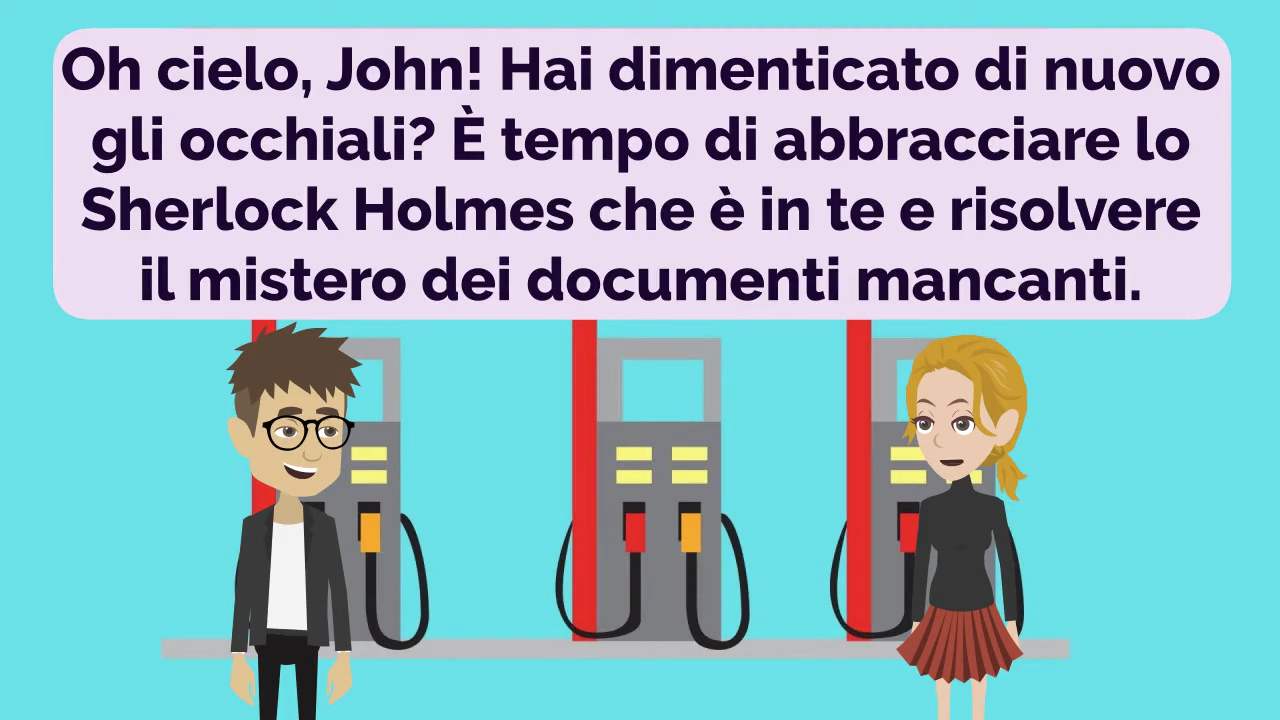 Oh cielo, John! Hai dimenticato di nuovo
gli occhiali? È tempo di abbracciare lo
Sherlock Holmes che è in te e risolvere
il mistero dei documenti mancanti.